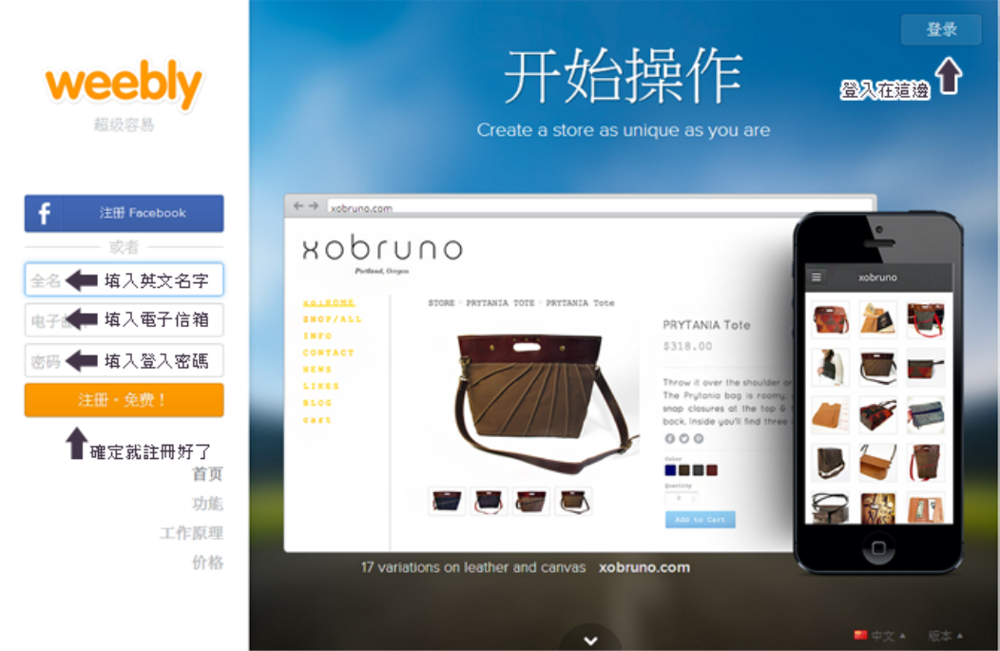 weebly
超级容易
f 注册 Facebook
或者
全名 填入英文名字
电子 填入電子信箱
密码 填入登入密碼
注册。免费！
確定就註冊好了
首页
功能
工作原理
价格
登录
登入在這邊
开始操作
Create a store as unique as you are
xobruno.com
xobruno
Portland, Oregon
xo:HOME
SHOP/ALL
INFO
CONTACT
NEWS
LIKES
BLOG
cart
STORE > PRYTANIA TOTE > PRYTANIA Tote
PRYTANIA Tote
$318.00
Throw it over the shoulder or
The Prytania bag is roomy,
snap closures at the top &
back. Inside you'll find three
Color
Quantity
Add to Cart
xobruno
17 variations on leather and canvas xobruno.com
中文
版本